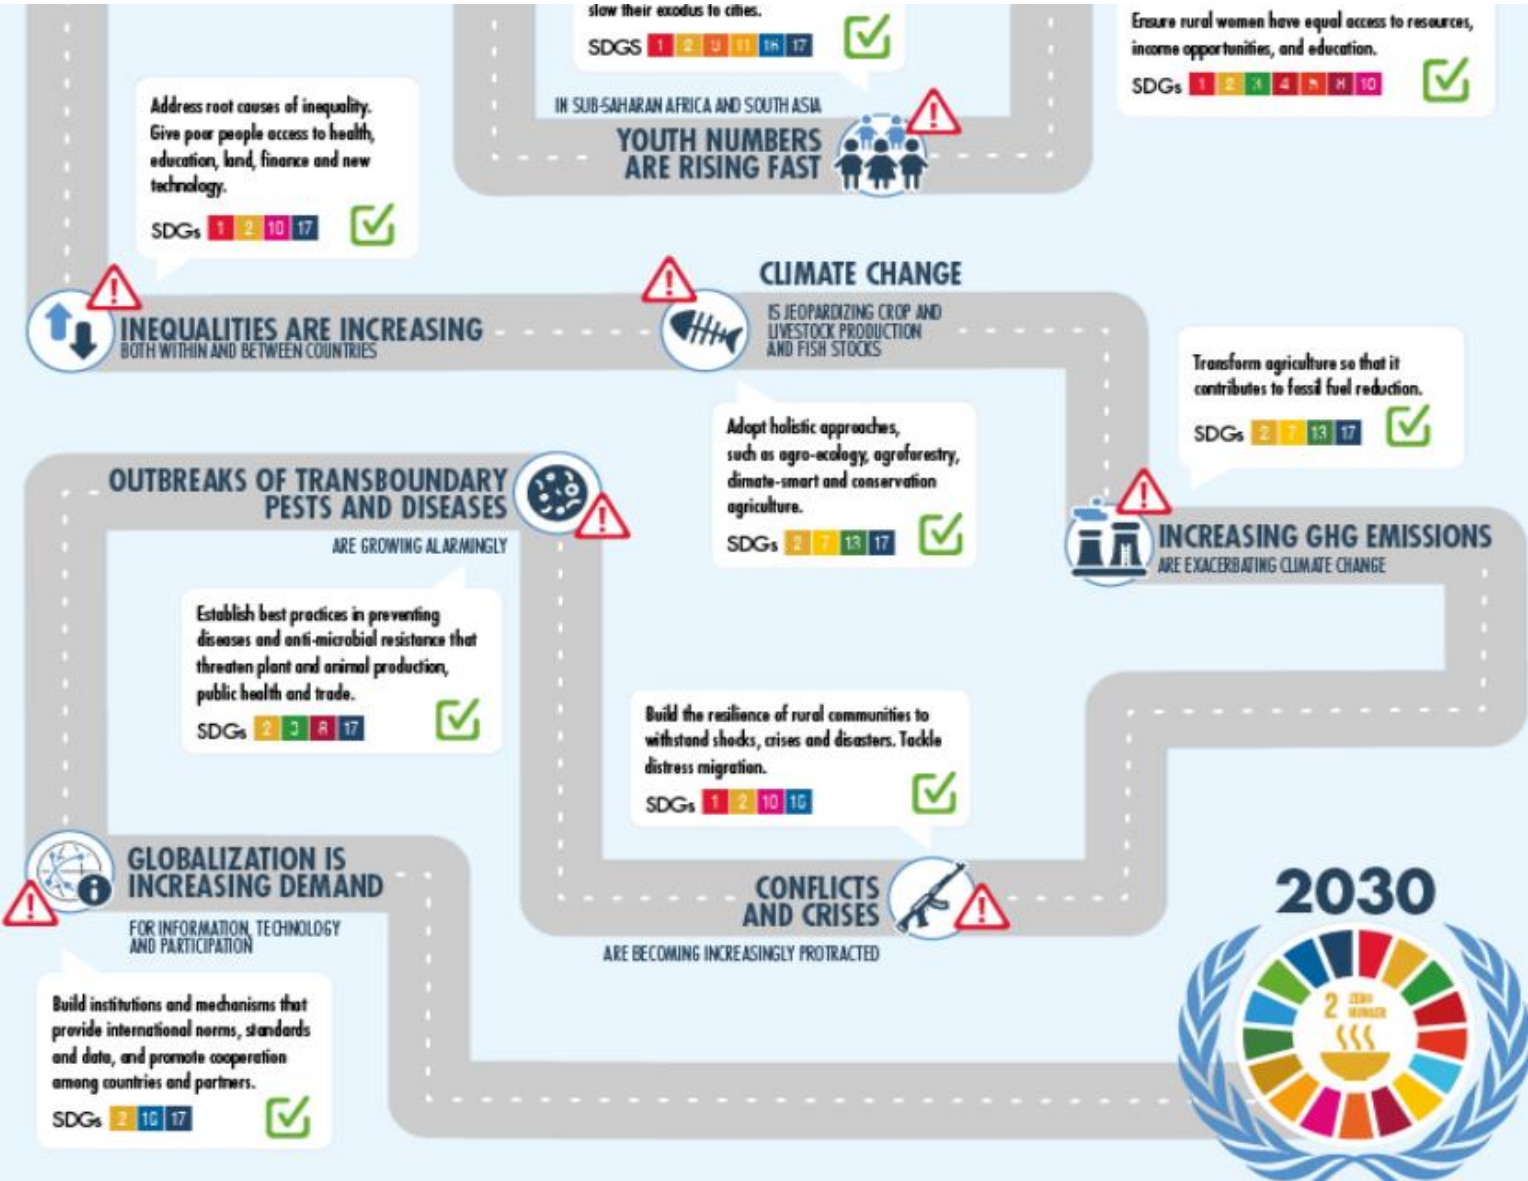 slow their exodus to cities.
SDGS 1 2 9 11 16 17
Ensure rural women have equal access to resources,
income opportunities, and education.
SDGs 1 2 3 4 5 8 10
IN SUB-SAHARAN AFRICA AND SOUTH ASIA
YOUTH NUMBERS
ARE RISING FAST
Address root causes of inequality.
Give poor people access to health,
education, land, finance and new
technology.
SDGs 1 2 10 17
INEQUALITIES ARE INCREASING
BOTH WITHIN AND BETWEEN COUNTRIES
CLIMATE CHANGE
IS JEOPARDIZING CROP AND
LIVESTOCK PRODUCTION
AND FISH STOCKS
Adopt holistic approaches,
such as agro-ecology, agroforestry,
climate-smart and conservation
agriculture.
SDGs 2 7 13 17
Transform agriculture so that it
contributes to fossil fuel reduction.
SDGs 2 7 13 17
INCREASING GHG EMISSIONS
ARE EXACERBATING CLIMATE CHANGE
OUTBREAKS OF TRANSBOUNDARY
PESTS AND DISEASES
ARE GROWING ALARMINGLY
Establish best practices in preventing
diseases and anti-microbial resistance that
threaten plant and animal production,
public health and trade.
SDGs 2 3 8 17
Build the resilience of rural communities to
withstand shocks, crises and disasters. Tackle
distress migration.
SDGs 1 2 10 16
CONFLICTS
AND CRISES
ARE BECOMING INCREASINGLY PROTRACTED
GLOBALIZATION IS
INCREASING DEMAND
FOR INFORMATION, TECHNOLOGY
AND PARTICIPATION
Build institutions and mechanisms that
provide international norms, standards
and data, and promote cooperation
among countries and partners.
SDGs 2 16 17
2030
2 ZERO
HUNGER